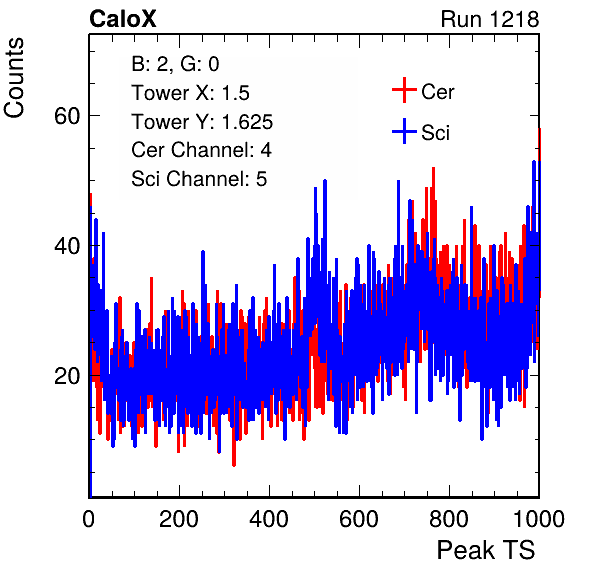 CaloX
Run 1218
Counts
B: 2, G: 0
Tower X: 1.5
Tower Y: 1.625
Cer Channel: 4
Sci Channel: 5
Cer
Sci
60
40
20
0 200 400 600 800 1000
Peak TS